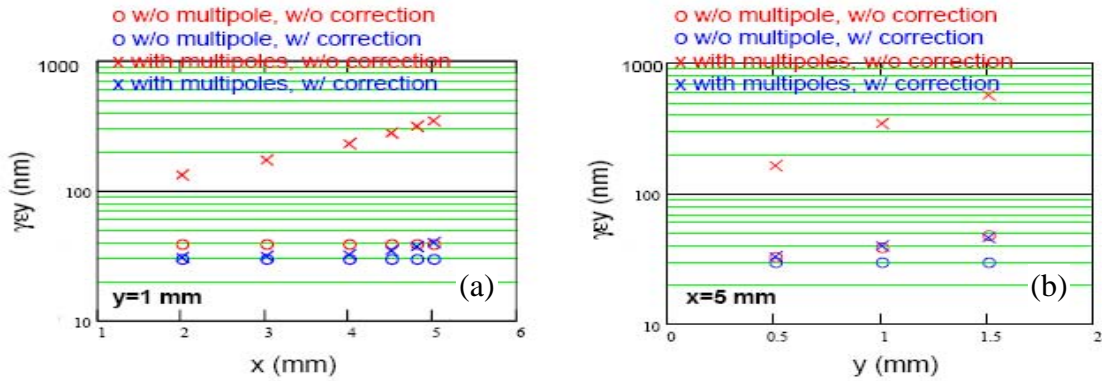 o w/o multipole, w/o correction
o w/o multipole, w/ correction
x with multipoles, w/o correction
x with multipoles, w/ correction
1000
100
10
γεy (nm)
y=1 mm
(a)
1 2 3 4 5 6
x (mm)
o w/o multipole, w/o correction
o w/o multipole, w/ correction
x with multipoles, w/o correction
x with multipoles, w/ correction
1000
100
10
γεy (nm)
x=5 mm
(b)
0 0.5 1 1.5 2
y (mm)